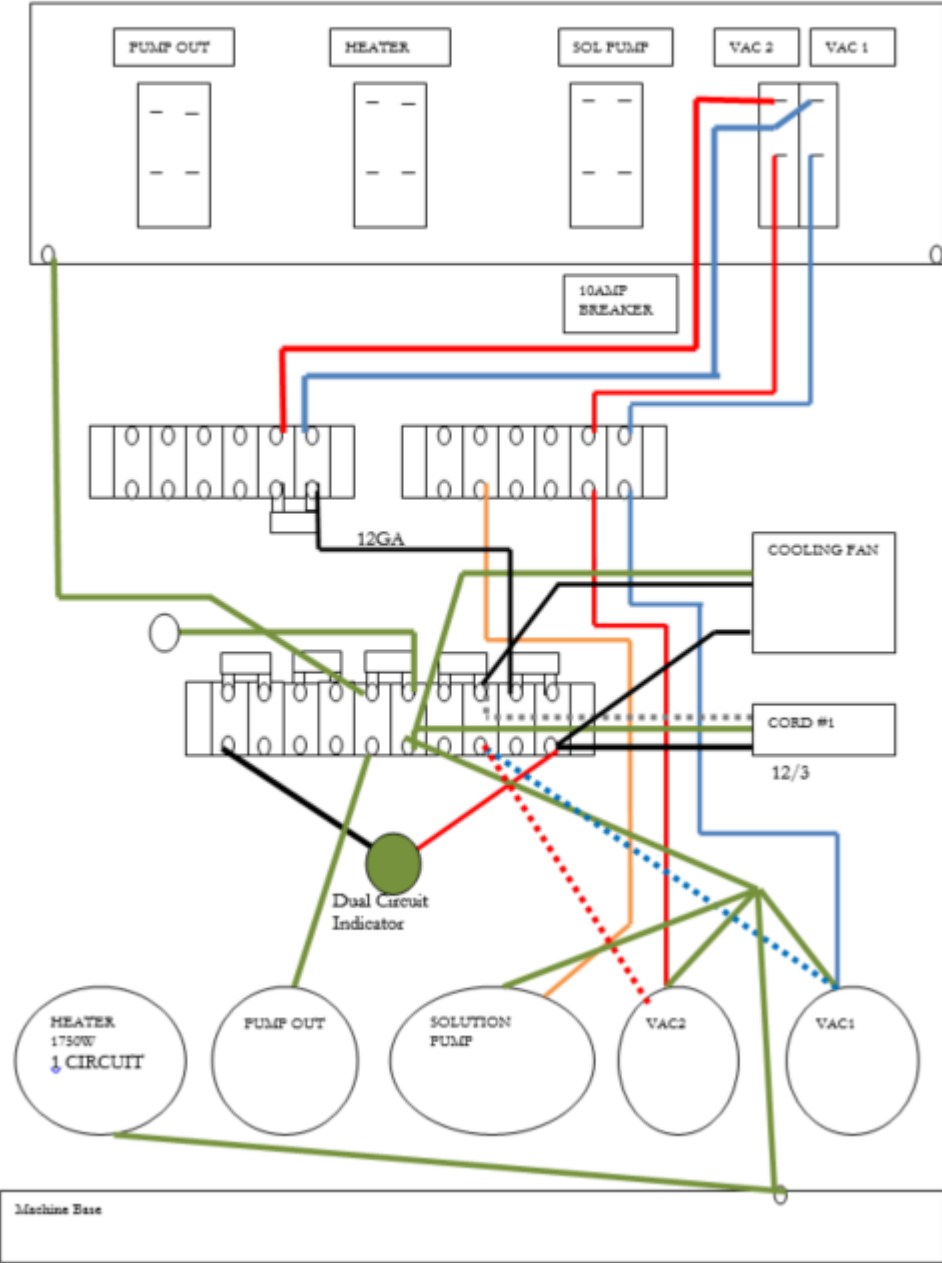 PUMP OUT
HEATER
SOL PUMP
VAC 2
VAC 1
10AMP
BREAKER
12GA
COOLING FAN
CORD #1
12/3
Dual Circuit
Indicator
HEATER
1750W
1 CIRCUIT
PUMP OUT
SOLUTION
PUMP
VAC2
VAC1
Machine Base